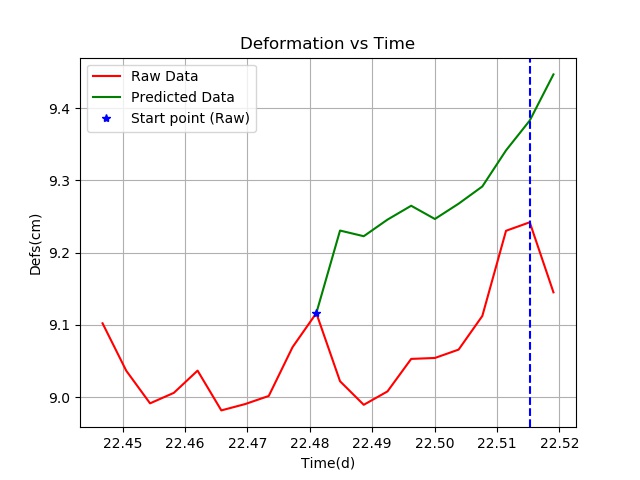 Deformation vs Time
Raw Data
Predicted Data
Start point (Raw)
9.4
9.3
9.2
9.1
9.0
Defs(cm)
22.45 22.46 22.47 22.48 22.49 22.50 22.51 22.52
Time(d)